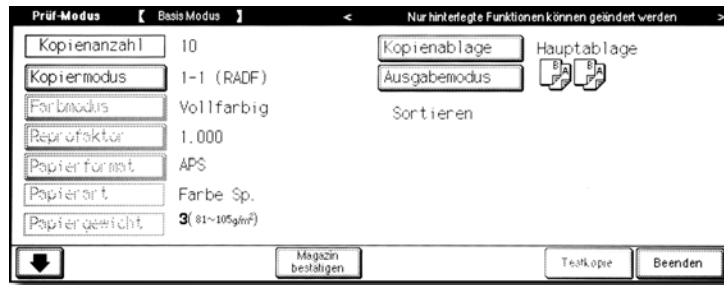 Prüf-Modus 【 Basis Modus 】 < Nur hinterlegte Funktionen können geändert werden >
Kopienanzahl 10 Kopienablage Hauptablage
Kopiermodus 1-1 (RADF) Ausgabemodus B A F F B A F F
Farbmodus Vollfarbig Sortieren
Reprofaktor 1.000
Papierformat APS
Papierart Farbe Sp.
Papiergewicht 3( 81~105g/m²)
Magazin
bestätigen Testkopie Beenden